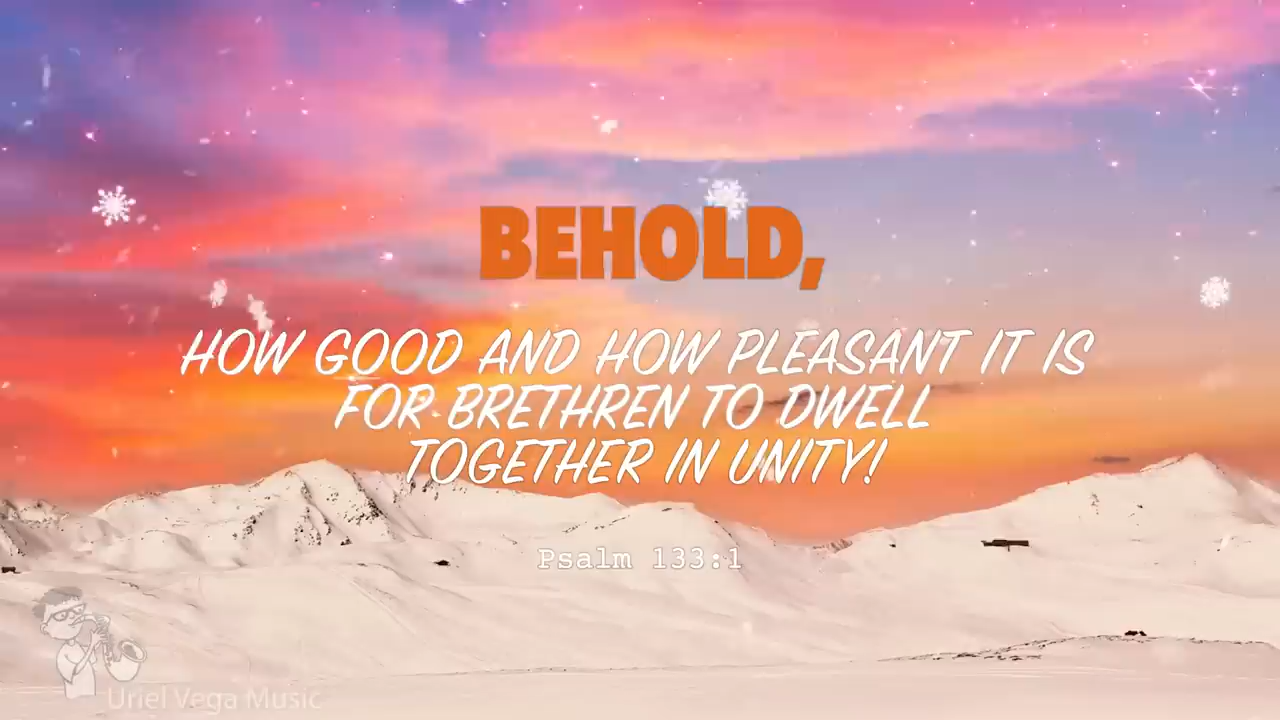 BEHOLD,
HOW GOOD AND HOW PLEASANT IT IS
FOR BRETHREN TO DWELL
TOGETHER IN UNITY!
Psalm 133:1
Uriel Vega Music